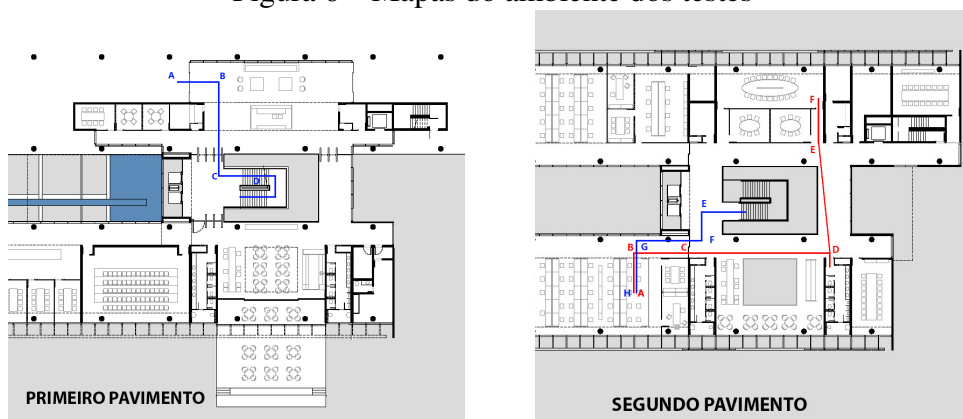 Figura 6 – Mapas do ambiente dos testes
A B
C
D
PRIMEIRO PAVIMENTO
F
E
E
F
B G C D
H A
SEGUNDO PAVIMENTO